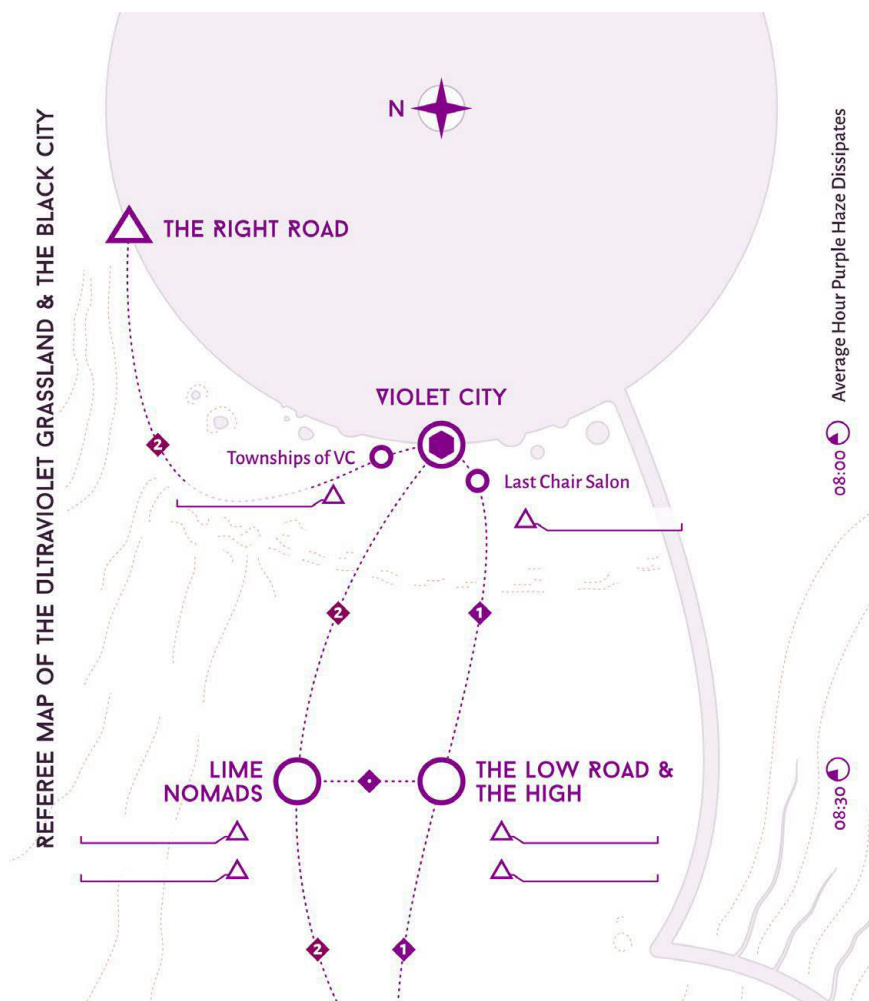 REFEREE MAP OF THE ULTRAVIOLET GRASSLAND & THE BLACK CITY
N
Average Hour Purple Haze Dissipates
THE RIGHT ROAD
VIOLET CITY
08:00
2
Townships of VC
Last Chair Salon
2
1
LIME
NOMADS
THE LOW ROAD &
THE HIGH
08:30
2
1